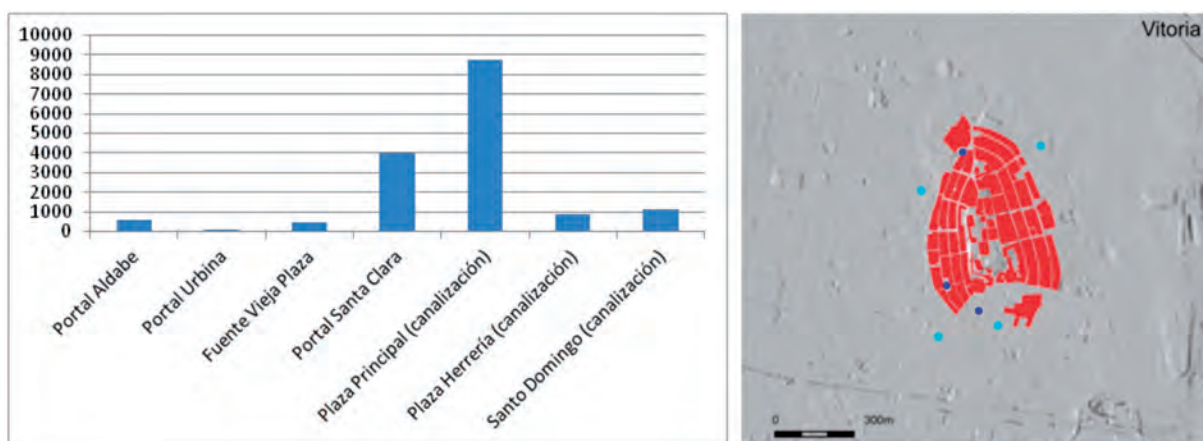 10000
9000
8000
7000
6000
5000
4000
3000
2000
1000
0
Portal Aldabe
Portal Urbina
Fuente Vieja Plaza
Portal Santa Clara
Plaza Principal (canalización)
Plaza Herrería (canalización)
Santo Domingo (canalización)
Vitoria
0 300m